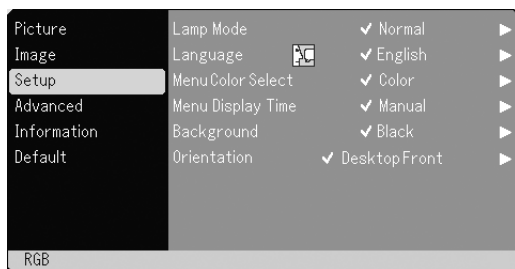 Picture
Image
Setup
Advanced
Information
Default
Lamp Mode ✓ Normal ▶
Language ✓ English ▶
Menu Color Select ✓ Color ▶
Menu Display Time ✓ Manual ▶
Background ✓ Black ▶
Orientation ✓ Desktop Front ▶
RGB